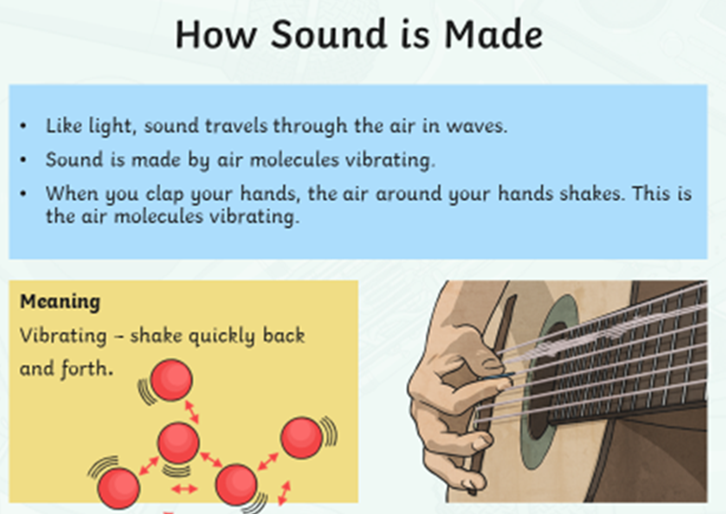 How Sound is Made
• Like light, sound travels through the air in waves.
• Sound is made by air molecules vibrating.
• When you clap your hands, the air around your hands shakes. This is
the air molecules vibrating.
Meaning
Vibrating – shake quickly back
and forth.